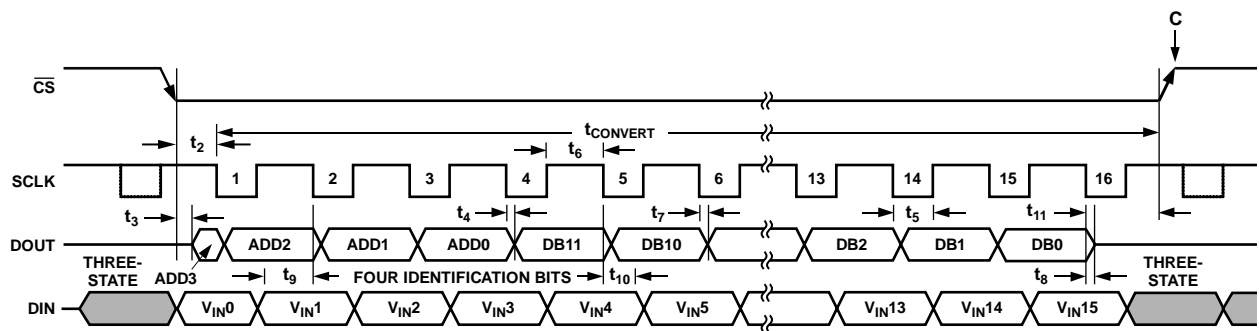 C
CS
t2
tCONVERT
t6
SCLK
1 2 3 4 5 6 13 14 15 16
t3 t4 t7 t5 t11
DOUT
ADD2 ADD1 ADD0 DB11 DB10 DB2 DB1 DB0
THREE-
STATE
ADD3
t9
FOUR IDENTIFICATION BITS
t10
t8
THREE-
STATE
DIN
VIN0 VIN1 VIN2 VIN3 VIN4 VIN5 VIN13 VIN14 VIN15